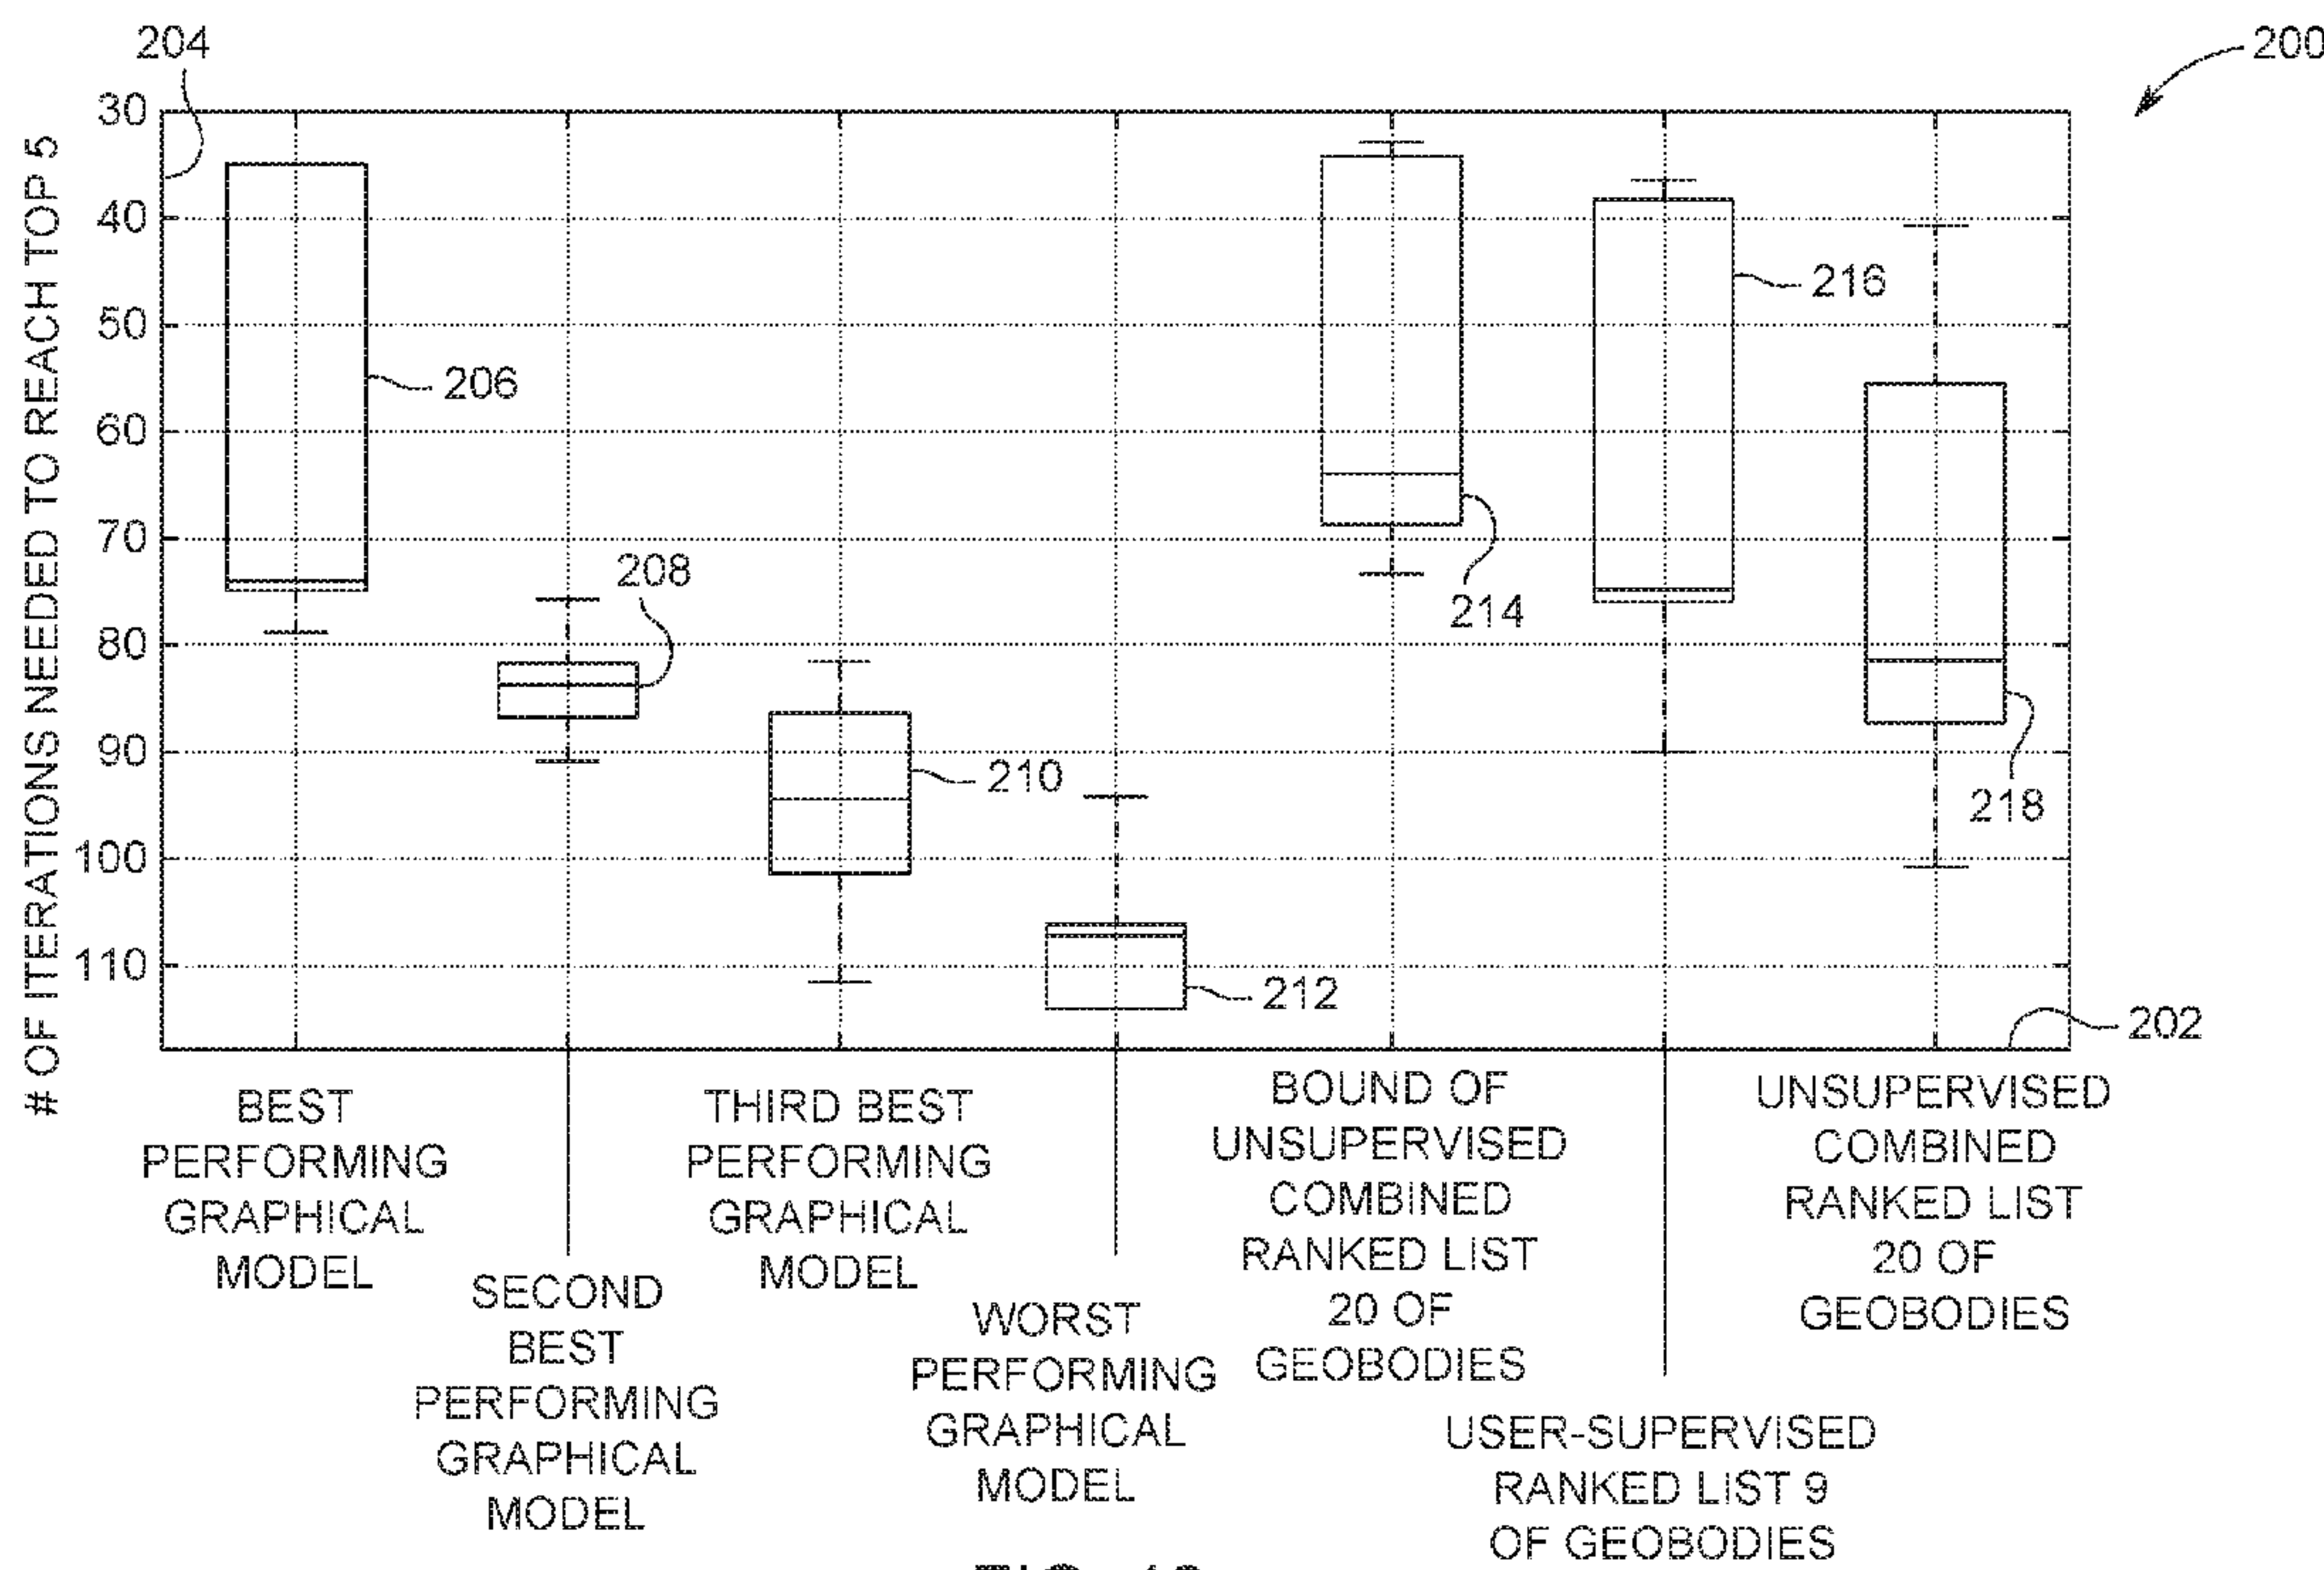 204
200
# OF ITERATIONS NEEDED TO REACH TOP 5
30
40
50
60
70
80
90
100
110
206
208
210
212
214
216
218
202
BEST
PERFORMING
GRAPHICAL
MODEL
SECOND
BEST
PERFORMING
GRAPHICAL
MODEL
THIRD BEST
PERFORMING
GRAPHICAL
MODEL
WORST
PERFORMING
GRAPHICAL
MODEL
BOUND OF
UNSUPERVISED
COMBINED
RANKED LIST
20 OF
GEOBODIES
USER-SUPERVISED
RANKED LIST 9
OF GEOBODIES
UNSUPERVISED
COMBINED
RANKED LIST
20 OF
GEOBODIES